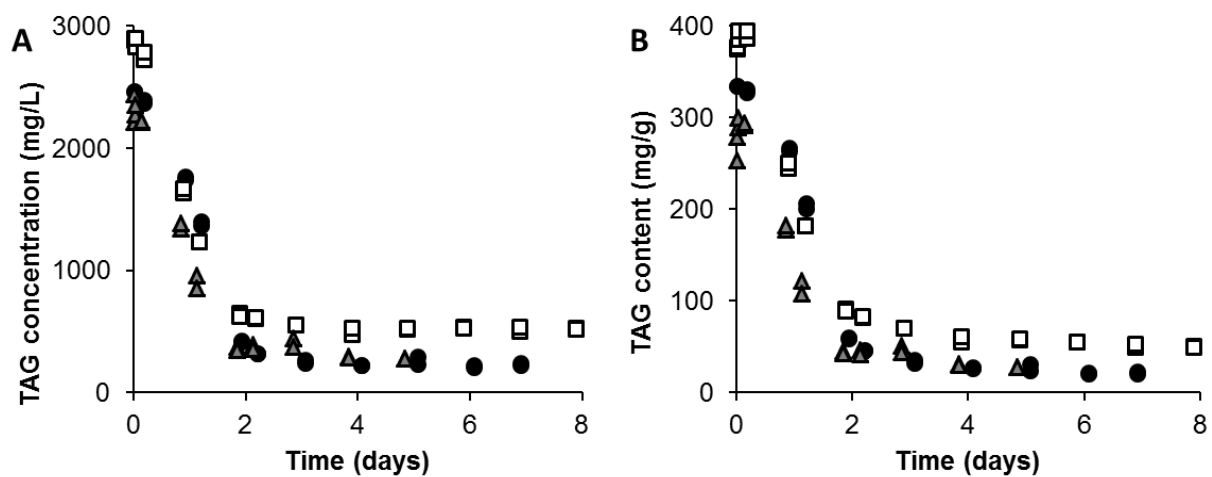 A
TAG concentration (mg/L)
3000
2000
1000
0
0 2 4 6 8
Time (days)
B
TAG content (mg/g)
400
300
200
100
0
0 2 4 6 8
Time (days)